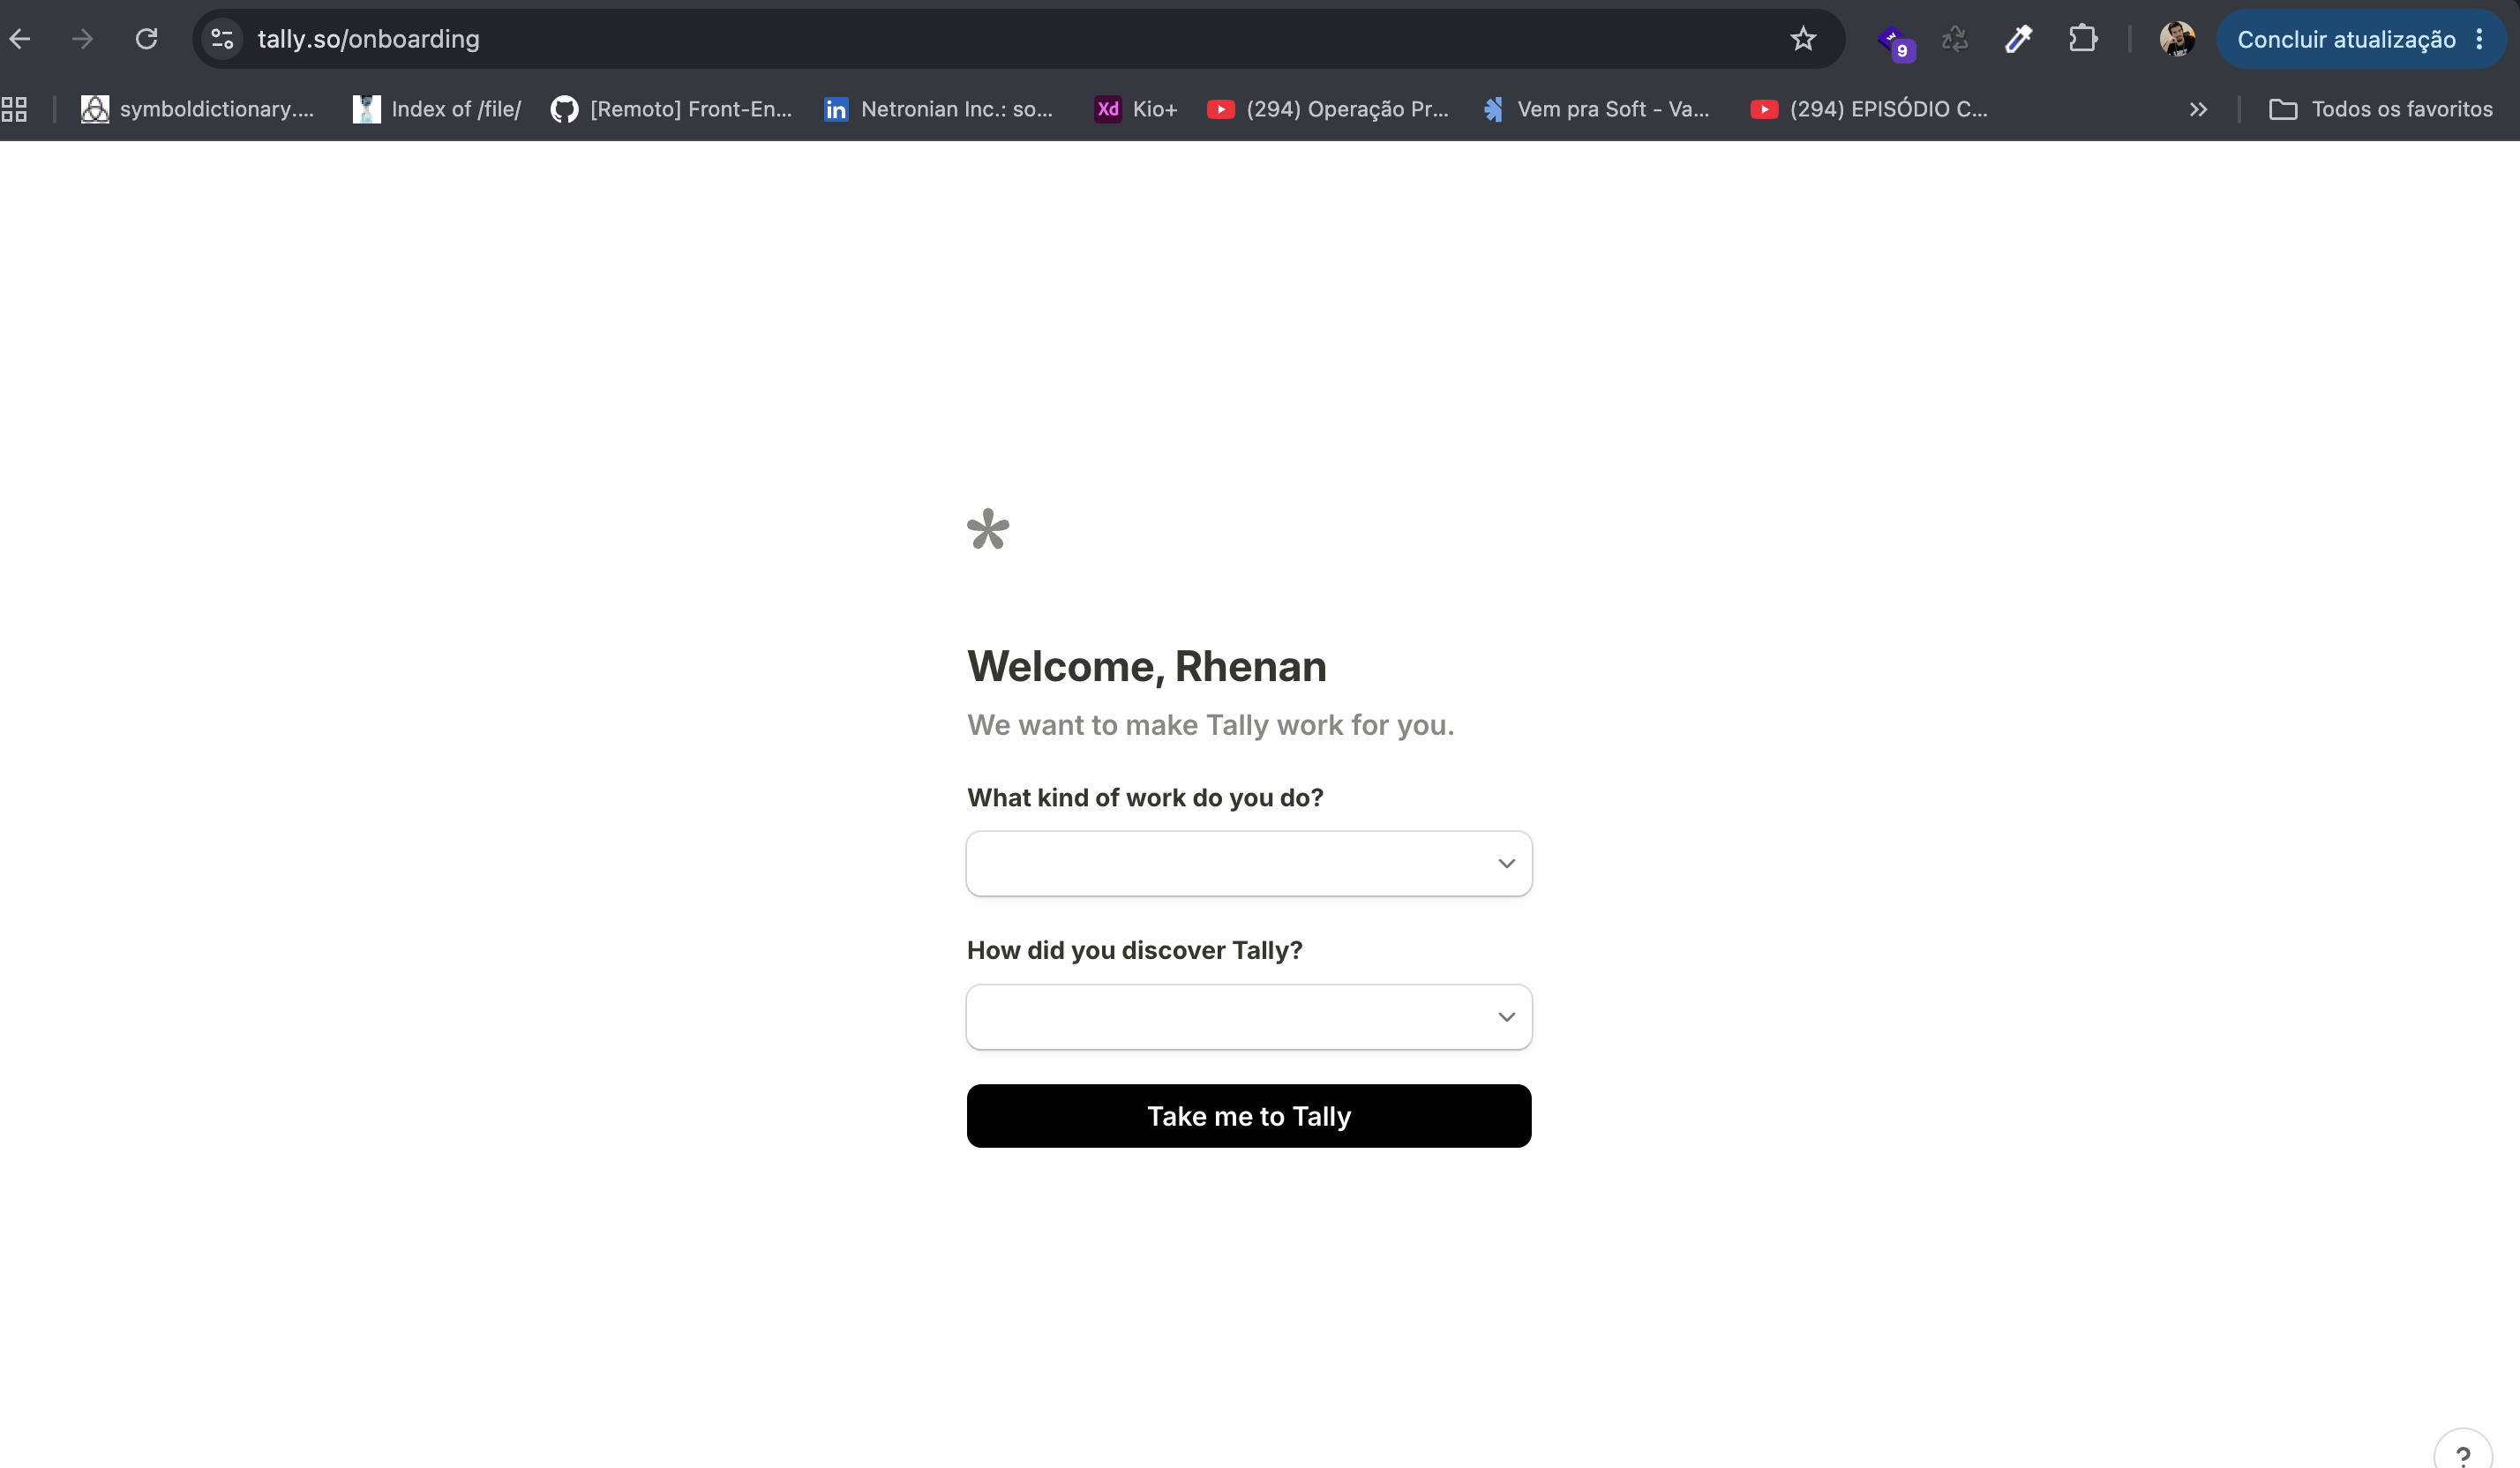 tally.so/onboarding
9
Concluir atualização
symboldictionary....
Index of /file/
[Remoto] Front-En...
in
Netronian Inc.: so...
Xd
Kio+
(294) Operação Pr...
Vem pra Soft - Va...
(294) EPISÓDIO C...
Todos os favoritos
Welcome, Rhenan
We want to make Tally work for you.
What kind of work do you do?
How did you discover Tally?
Take me to Tally
?